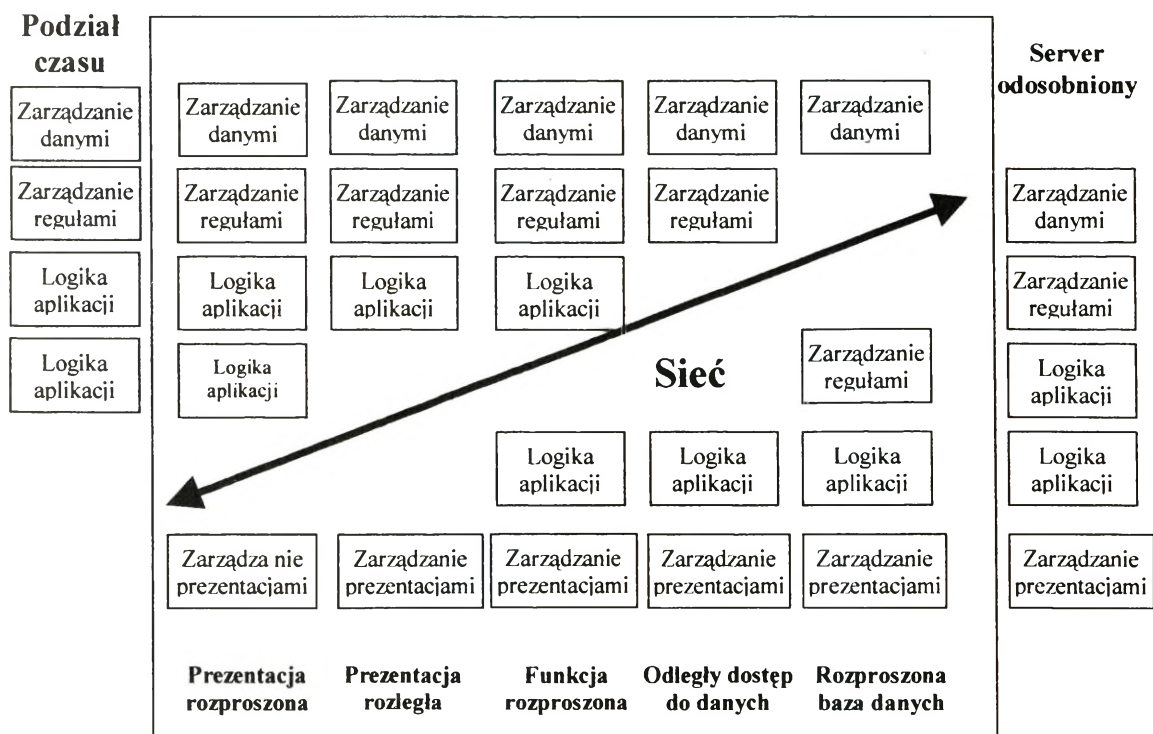 Podział
czasu
Zarządzanie
danymi
Zarządzanie
regułami
Logika
aplikacji
Logika
aplikacji
Zarządzanie
danymi
Zarządzanie
regułami
Logika
aplikacji
Logika
aplikacji
Zarządza nie
prezentacjami
Prezentacja
rozproszona
Zarządzanie
danymi
Zarządzanie
regułami
Logika
aplikacji
Zarządzanie
prezentacjami
Prezentacja
rozległa
Zarządzanie
danymi
Zarządzanie
regułami
Logika
aplikacji
Logika
aplikacji
Zarządzanie
prezentacjami
Funkcja
rozproszona
Zarządzanie
danymi
Zarządzanie
regułami
Sieć
Logika
aplikacji
Zarządzanie
prezentacjami
Odległy dostęp
do danych
Zarządzanie
danymi
Zarządzanie
regułami
Logika
aplikacji
Zarządzanie
prezentacjami
Rozproszona
baza danych
Server
odosobniony
Zarządzanie
danymi
Zarządzanie
regułami
Logika
aplikacji
Logika
aplikacji
Zarządzanie
prezentacjami